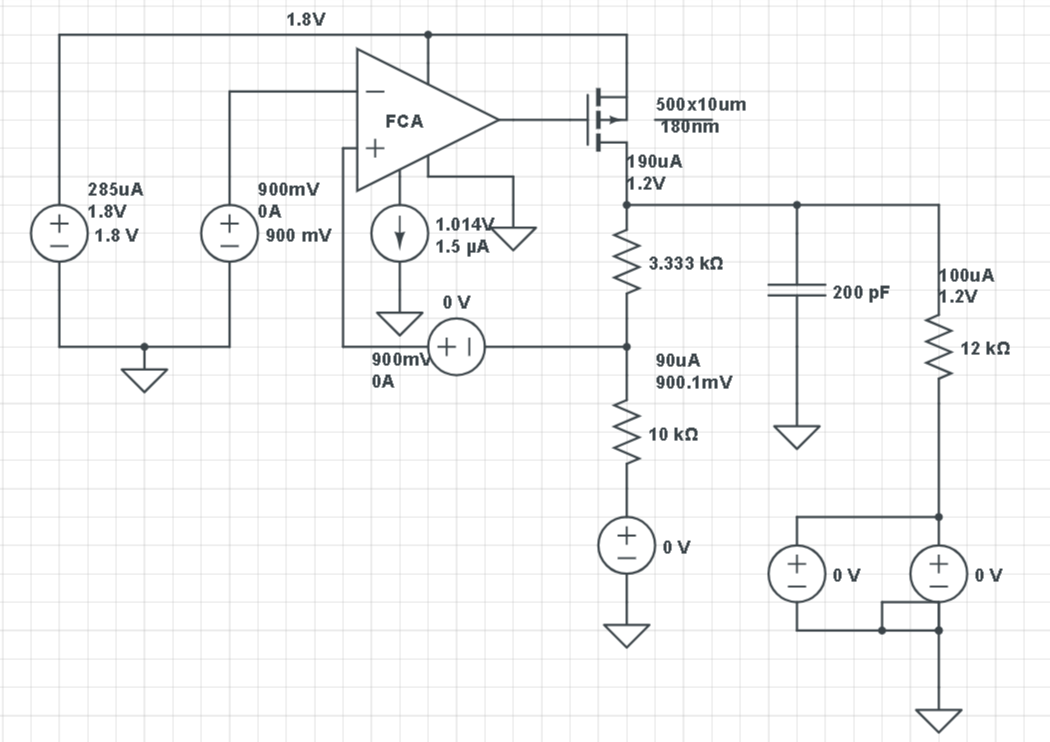 1.8V
FCA
500x10um
180nm
190uA
1.2V
285uA
1.8V
1.8 V
900mV
0A
900 mV
1.014V
1.5 µA
3.333 kΩ
200 pF
100uA
1.2V
12 kΩ
0 V
900mV
0A
90uA
900.1mV
10 kΩ
0 V
0 V
0 V